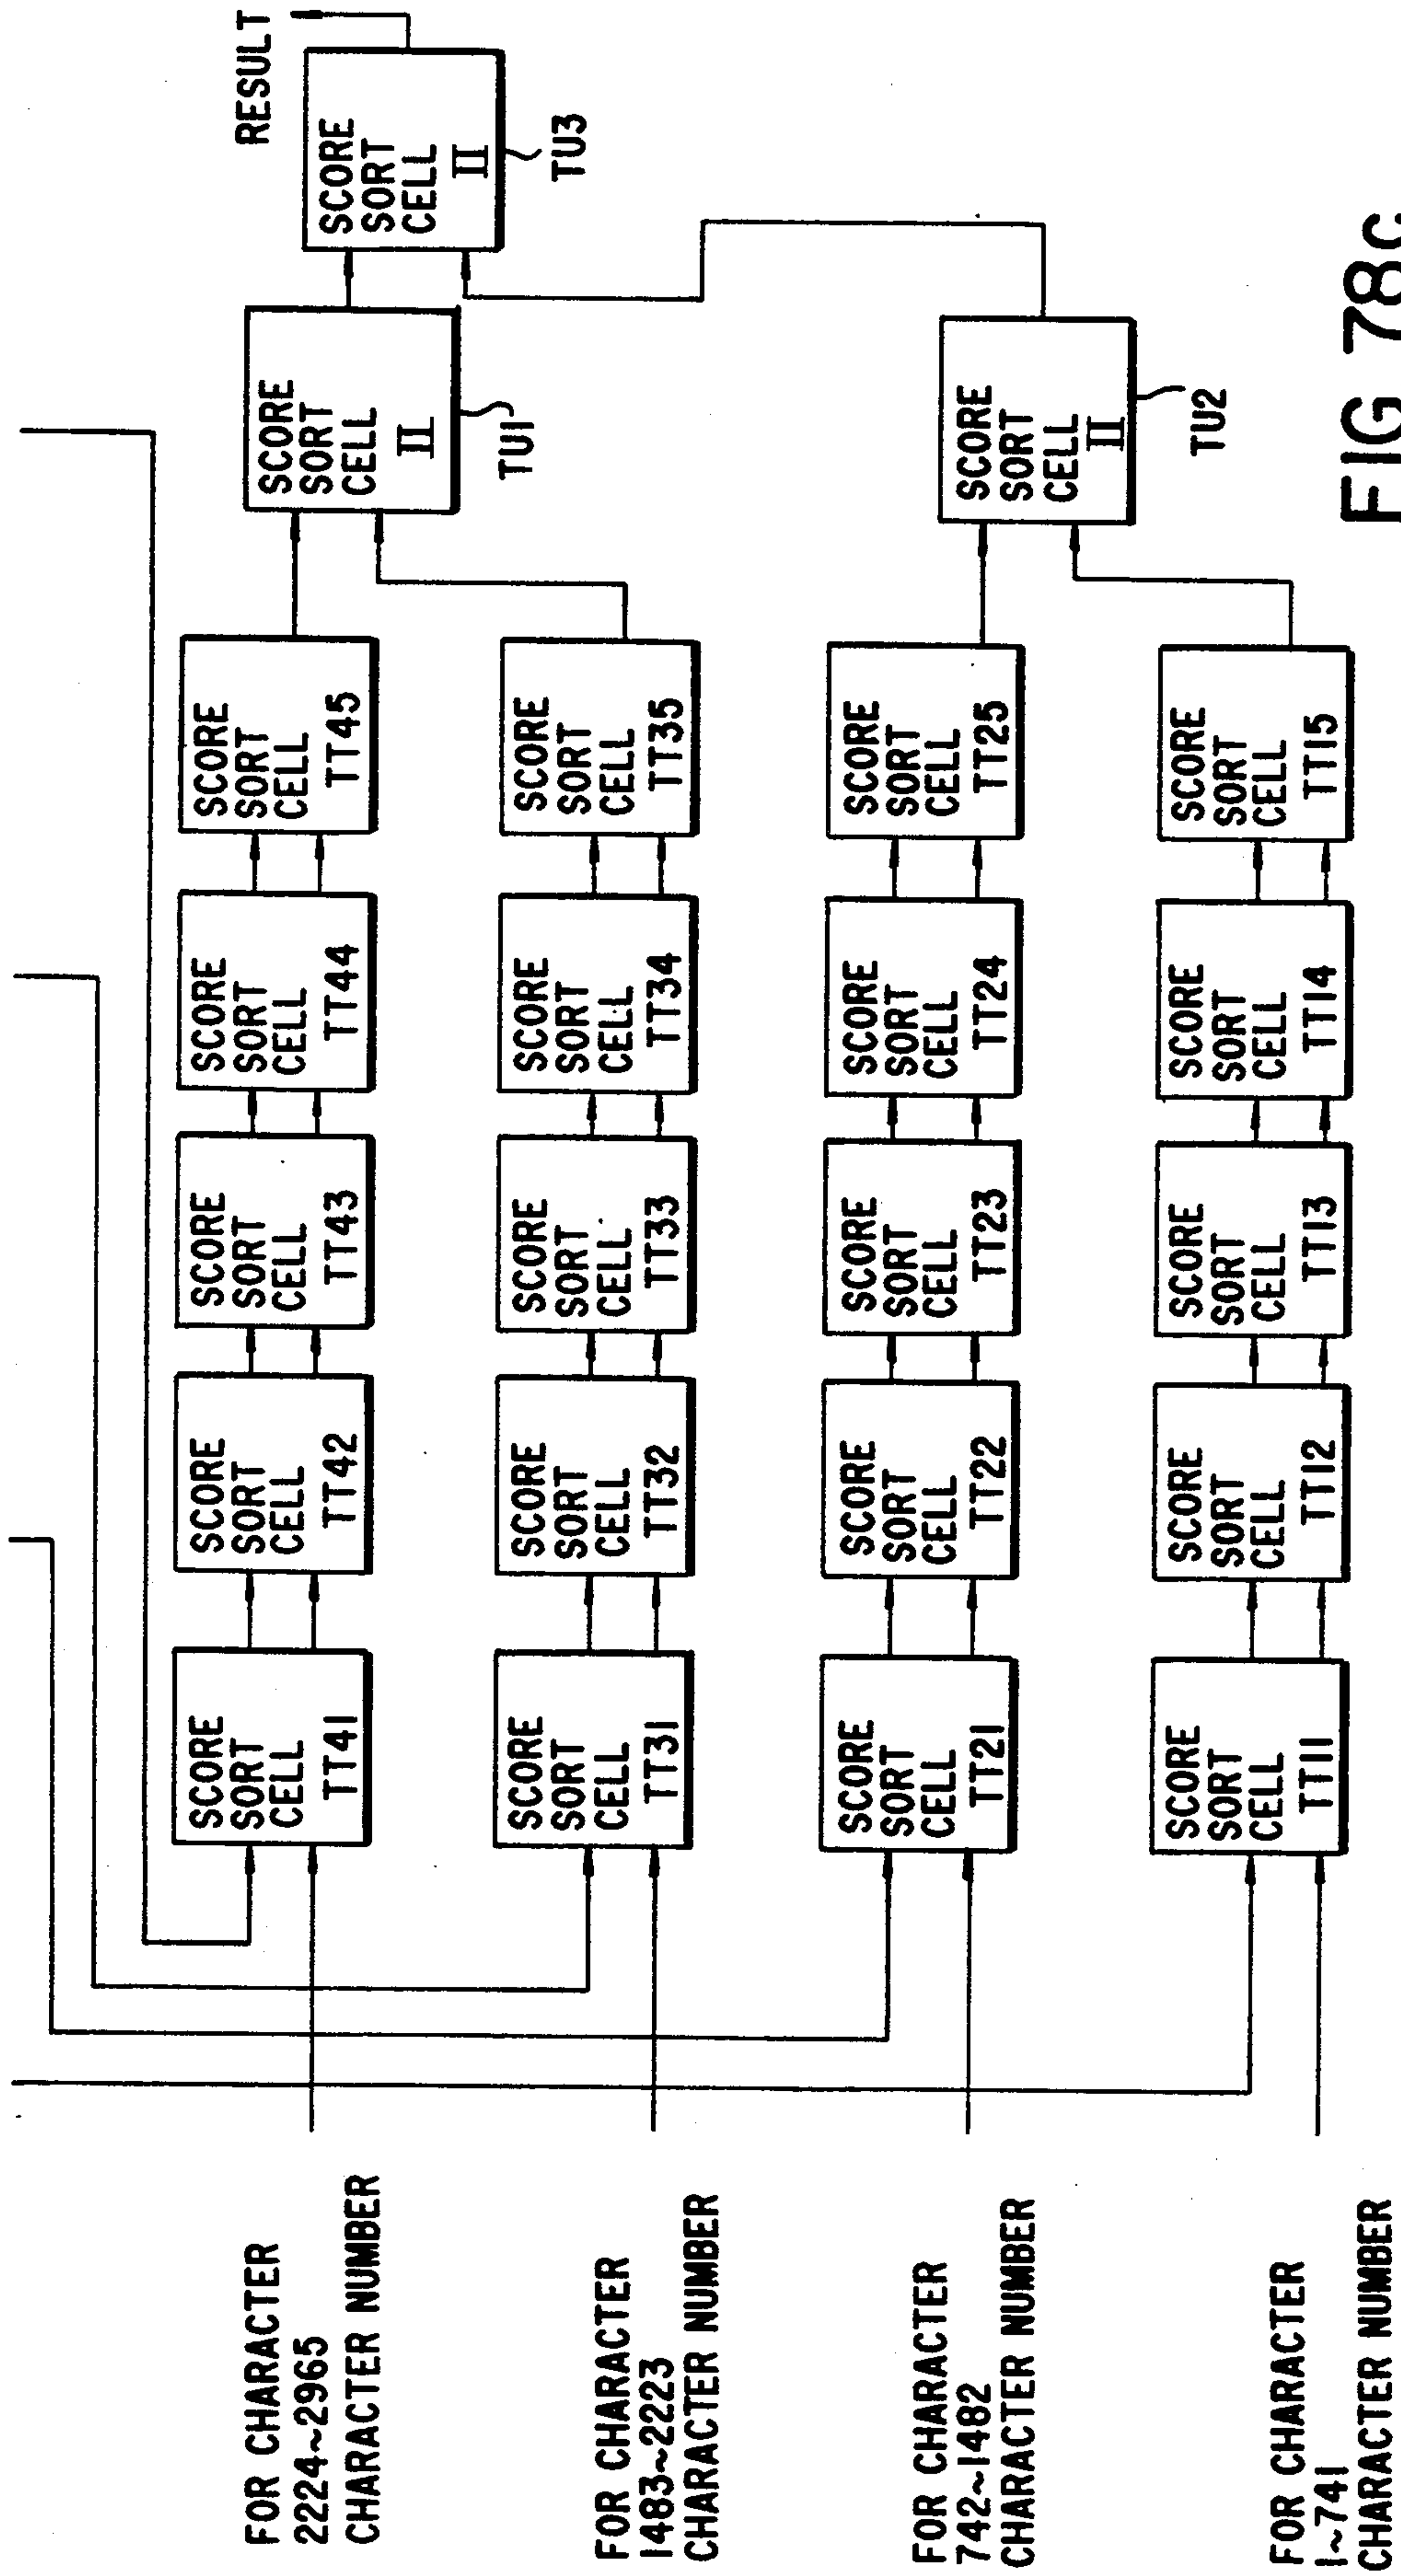 RESULT
SCORE
SORT
CELL
II
TU3
SCORE
SORT
CELL
II
TU1
SCORE
SORT
CELL
II
TU2
FOR CHARACTER
2224~2965
CHARACTER NUMBER
SCORE
SORT
CELL
TT41
SCORE
SORT
CELL
TT42
SCORE
SORT
CELL
TT43
SCORE
SORT
CELL
TT44
SCORE
SORT
CELL
TT45
FOR CHARACTER
1483~2223
CHARACTER NUMBER
SCORE
SORT
CELL
TT31
SCORE
SORT
CELL
TT32
SCORE
SORT
CELL
TT33
SCORE
SORT
CELL
TT34
SCORE
SORT
CELL
TT35
FOR CHARACTER
742~1482
CHARACTER NUMBER
SCORE
SORT
CELL
TT21
SCORE
SORT
CELL
TT22
SCORE
SORT
CELL
TT23
SCORE
SORT
CELL
TT24
SCORE
SORT
CELL
TT25
FOR CHARACTER
1~741
CHARACTER NUMBER
SCORE
SORT
CELL
TT11
SCORE
SORT
CELL
TT12
SCORE
SORT
CELL
TT13
SCORE
SORT
CELL
TT14
SCORE
SORT
CELL
TT15
FIG 78c